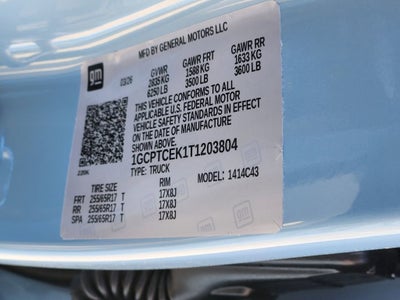 MFD BY GENERAL MOTORS LLC
gm
03/26
GVWR GAWR FRT GAWR RR
2835 KG 1588 KG 1633 KG
6250 LB 3500 LB 3600 LB
THIS VEHICLE CONFORMS TO ALL
APPLICABLE U.S. FEDERAL MOTOR
VEHICLE SAFETY STANDARDS IN EFFECT
ON THE DATE OF MANUFACTURE
SHOWN ABOVE.
1GCPTCEK1T1203804
TYPE: TRUCK MODEL: 1414C43
TIRE SIZE RIM
FRT 255/65R17 T 17X8J
RR 255/65R17 T 17X8J
SPA 255/65R17 T 17X8J